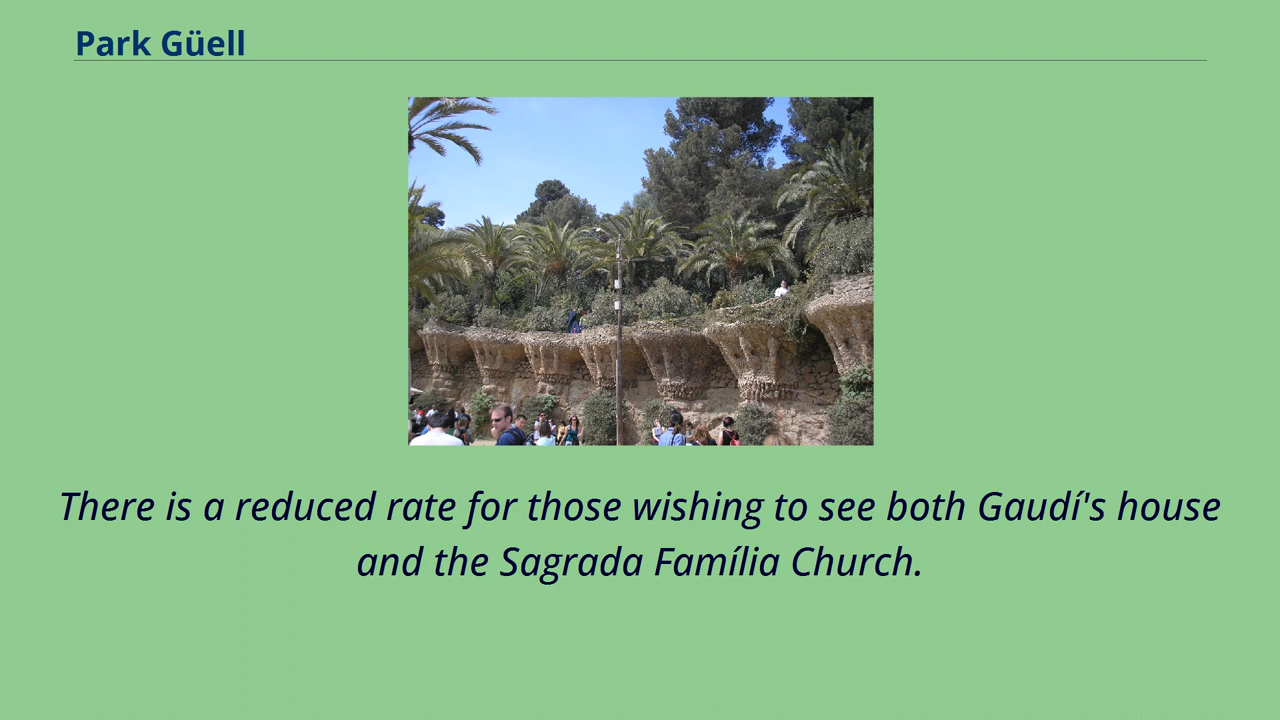 Park Güell
There is a reduced rate for those wishing to see both Gaudí's house
and the Sagrada Família Church.